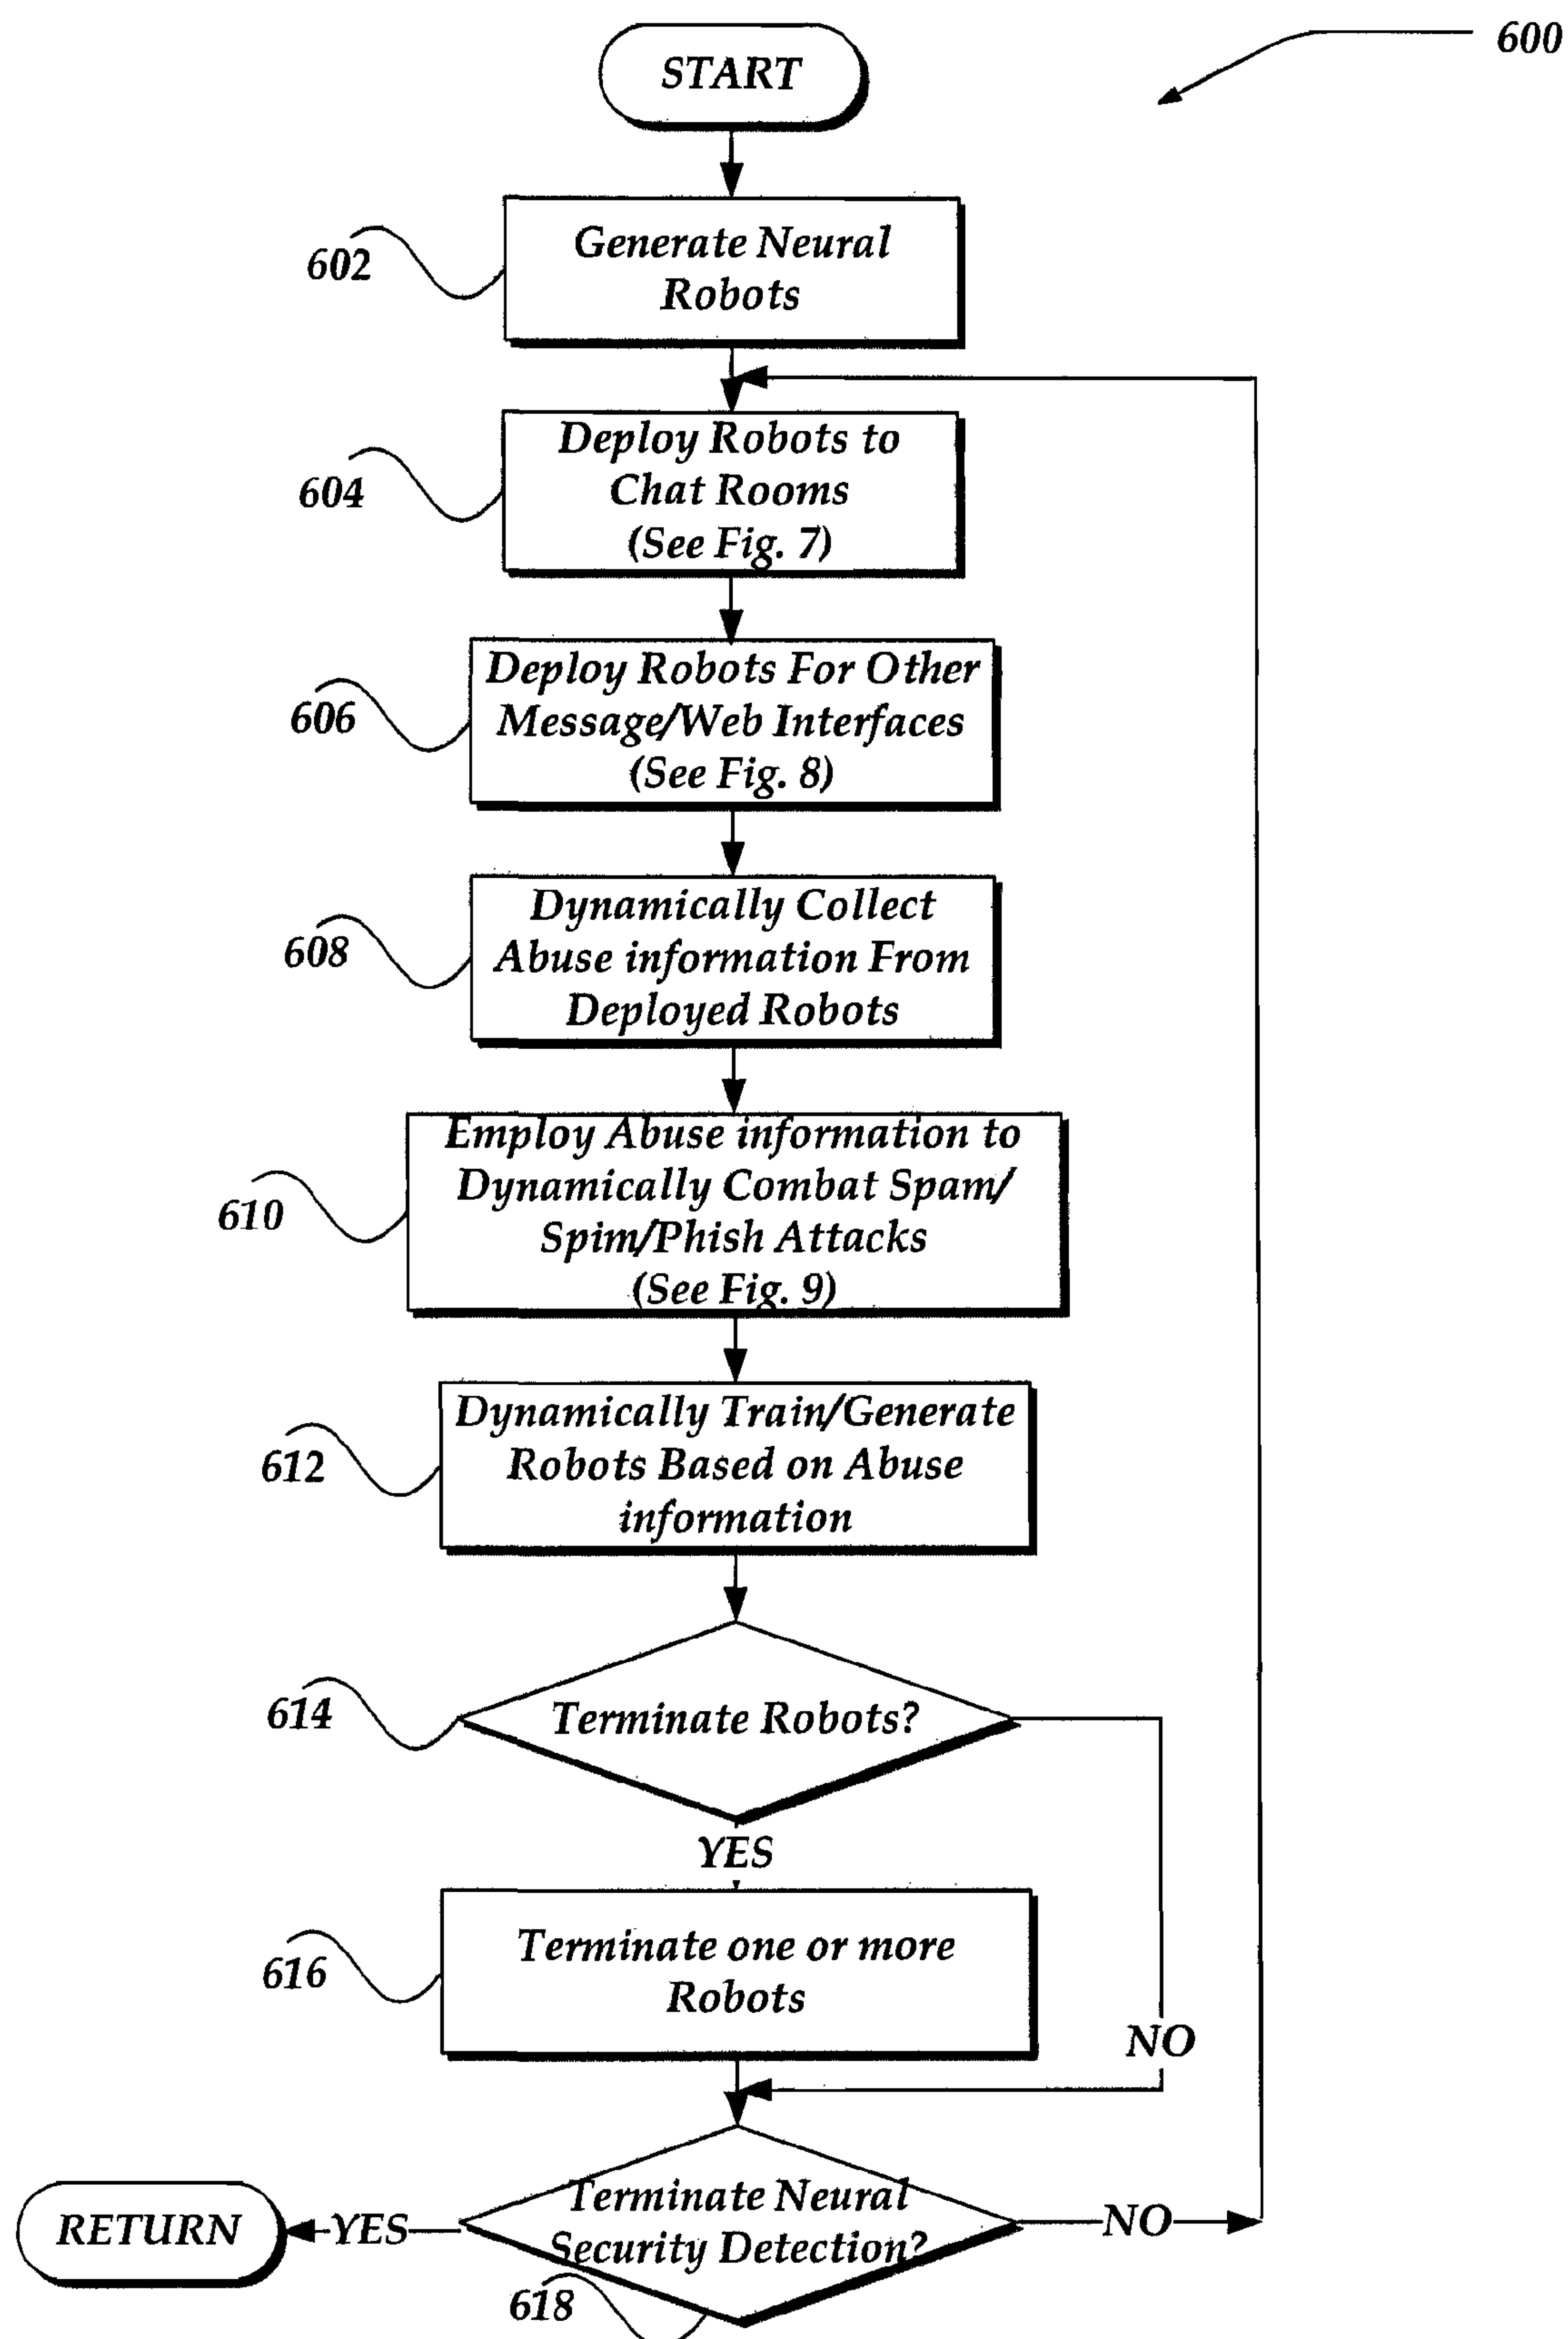 600
START
602
Generate Neural
Robots
604
Deploy Robots to
Chat Rooms
(See Fig. 7)
606
Deploy Robots For Other
Message/Web Interfaces
(See Fig. 8)
608
Dynamically Collect
Abuse information From
Deployed Robots
610
Employ Abuse information to
Dynamically Combat Spam/
Spim/Phish Attacks
(See Fig. 9)
612
Dynamically Train/Generate
Robots Based on Abuse
information
614
Terminate Robots?
YES
616
Terminate one or more
Robots
NO
Terminate Neural
Security Detection?
RETURN
YES
NO
618